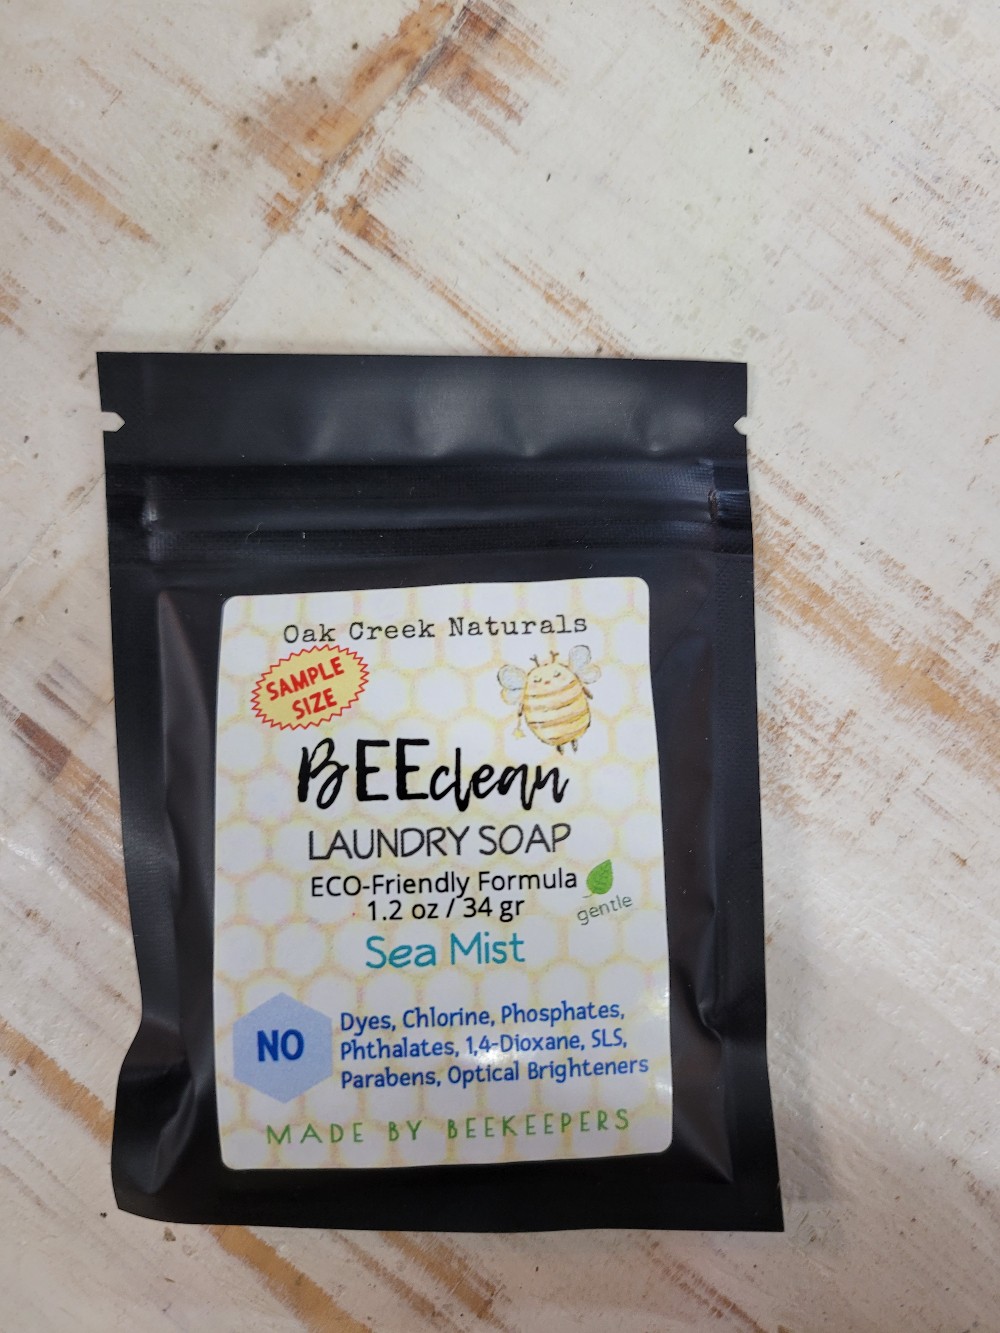 Oak Creek Naturals
SAMPLE
SIZE
BEEclean
LAUNDRY SOAP
ECO-Friendly Formula
1.2 oz / 34 gr
gentle
Sea Mist
NO
Dyes, Chlorine, Phosphates,
Phthalates, 1,4-Dioxane, SLS,
Parabens, Optical Brighteners
MADE BY BEEKEEPERS